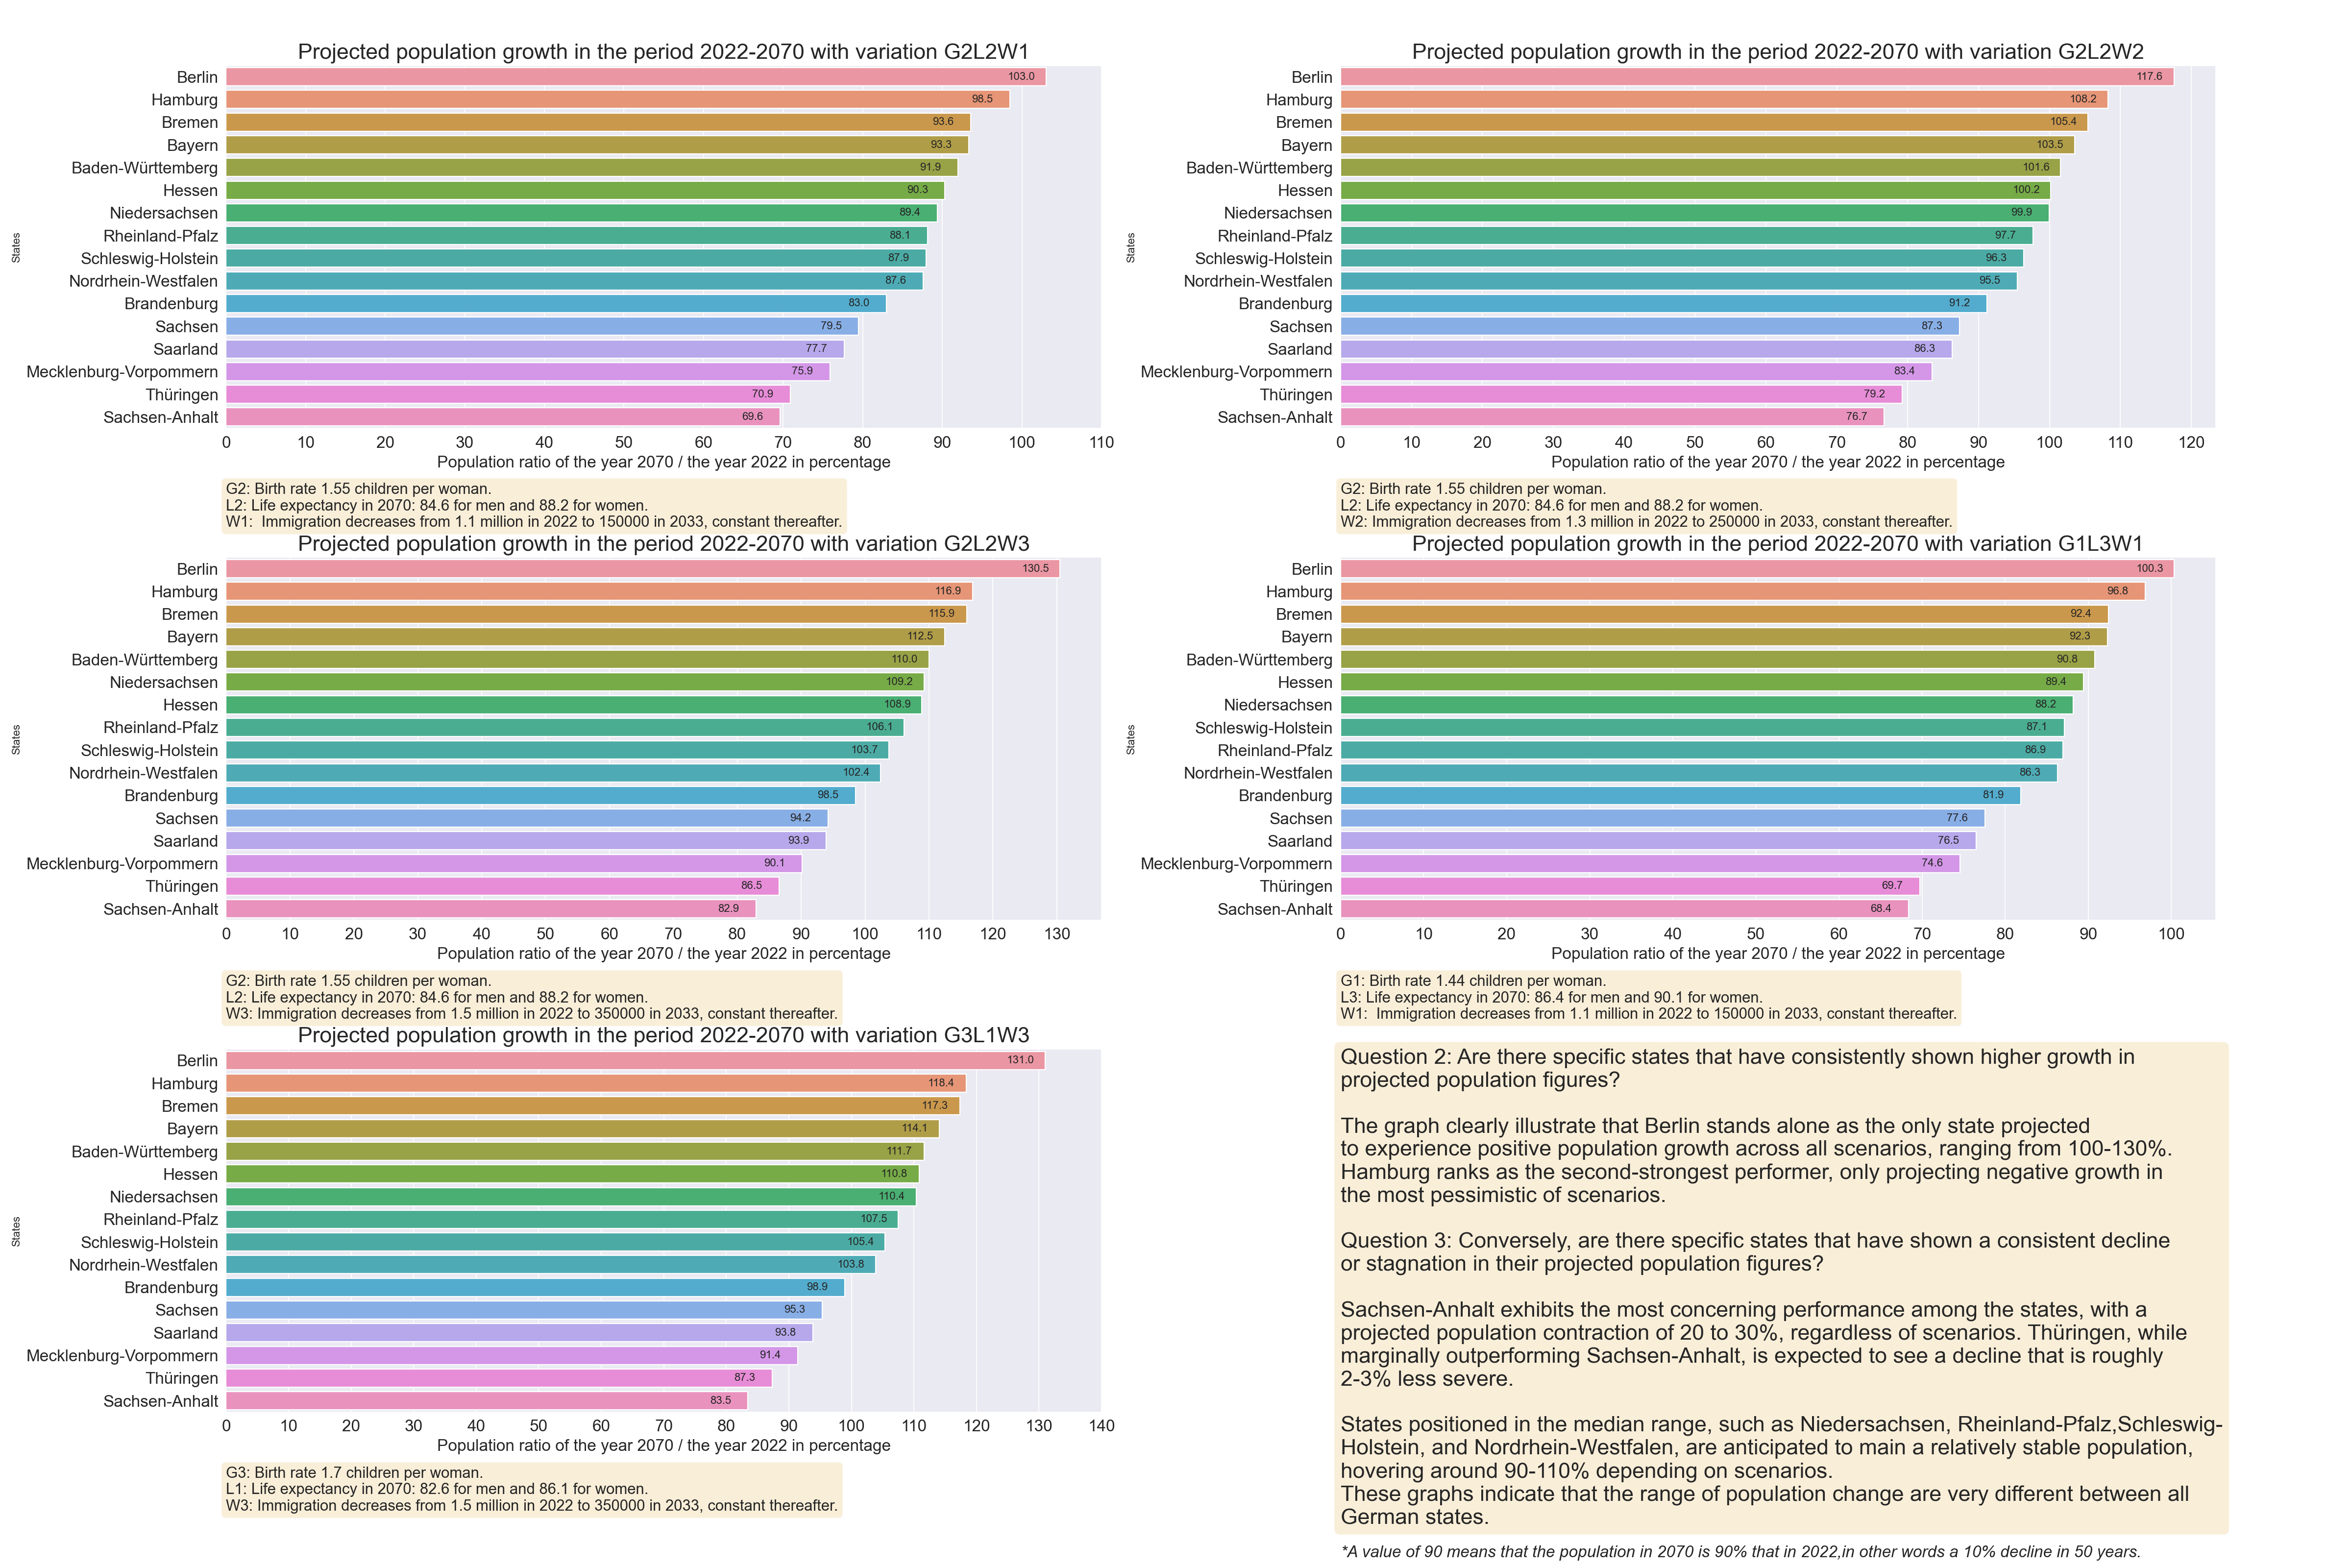 Projected population growth in the period 2022-2070 with variation G2L2W1
States
Berlin 103.0
Hamburg 98.5
Bremen 93.6
Bayern 93.3
Baden-Württemberg 91.9
Hessen 90.3
Niedersachsen 89.4
Rheinland-Pfalz 88.1
Schleswig-Holstein 87.9
Nordrhein-Westfalen 87.6
Brandenburg 83.0
Sachsen 79.5
Saarland 77.7
Mecklenburg-Vorpommern 75.9
Thüringen 70.9
Sachsen-Anhalt 69.6
0 10 20 30 40 50 60 70 80 90 100 110
Population ratio of the year 2070 / the year 2022 in percentage
G2: Birth rate 1.55 children per woman.
L2: Life expectancy in 2070: 84.6 for men and 88.2 for women.
W1:  Immigration decreases from 1.1 million in 2022 to 150000 in 2033, constant thereafter.
Projected population growth in the period 2022-2070 with variation G2L2W2
States
Berlin 117.6
Hamburg 108.2
Bremen 105.4
Bayern 103.5
Baden-Württemberg 101.6
Hessen 100.2
Niedersachsen 99.9
Rheinland-Pfalz 97.7
Schleswig-Holstein 96.3
Nordrhein-Westfalen 95.5
Brandenburg 91.2
Sachsen 87.3
Saarland 86.3
Mecklenburg-Vorpommern 83.4
Thüringen 79.2
Sachsen-Anhalt 76.7
0 10 20 30 40 50 60 70 80 90 100 110 120
Population ratio of the year 2070 / the year 2022 in percentage
G2: Birth rate 1.55 children per woman.
L2: Life expectancy in 2070: 84.6 for men and 88.2 for women.
W2: Immigration decreases from 1.3 million in 2022 to 250000 in 2033, constant thereafter.
Projected population growth in the period 2022-2070 with variation G2L2W3
States
Berlin 130.5
Hamburg 116.9
Bremen 115.9
Bayern 112.5
Baden-Württemberg 110.0
Niedersachsen 109.2
Hessen 108.9
Rheinland-Pfalz 106.1
Schleswig-Holstein 103.7
Nordrhein-Westfalen 102.4
Brandenburg 98.5
Sachsen 94.2
Saarland 93.9
Mecklenburg-Vorpommern 90.1
Thüringen 86.5
Sachsen-Anhalt 82.9
0 10 20 30 40 50 60 70 80 90 100 110 120 130
Population ratio of the year 2070 / the year 2022 in percentage
G2: Birth rate 1.55 children per woman.
L2: Life expectancy in 2070: 84.6 for men and 88.2 for women.
W3: Immigration decreases from 1.5 million in 2022 to 350000 in 2033, constant thereafter.
Projected population growth in the period 2022-2070 with variation G1L3W1
States
Berlin 100.3
Hamburg 96.8
Bremen 92.4
Bayern 92.3
Baden-Württemberg 90.8
Hessen 89.4
Niedersachsen 88.2
Schleswig-Holstein 87.1
Rheinland-Pfalz 86.9
Nordrhein-Westfalen 86.3
Brandenburg 81.9
Sachsen 77.6
Saarland 76.5
Mecklenburg-Vorpommern 74.6
Thüringen 69.7
Sachsen-Anhalt 68.4
0 10 20 30 40 50 60 70 80 90 100
Population ratio of the year 2070 / the year 2022 in percentage
G1: Birth rate 1.44 children per woman.
L3: Life expectancy in 2070: 86.4 for men and 90.1 for women.
W1:  Immigration decreases from 1.1 million in 2022 to 150000 in 2033, constant thereafter.
Projected population growth in the period 2022-2070 with variation G3L1W3
States
Berlin 131.0
Hamburg 118.4
Bremen 117.3
Bayern 114.1
Baden-Württemberg 111.7
Hessen 110.8
Niedersachsen 110.4
Rheinland-Pfalz 107.5
Schleswig-Holstein 105.4
Nordrhein-Westfalen 103.8
Brandenburg 98.9
Sachsen 95.3
Saarland 93.8
Mecklenburg-Vorpommern 91.4
Thüringen 87.3
Sachsen-Anhalt 83.5
0 10 20 30 40 50 60 70 80 90 100 110 120 130 140
Population ratio of the year 2070 / the year 2022 in percentage
G3: Birth rate 1.7 children per woman.
L1: Life expectancy in 2070: 82.6 for men and 86.1 for women.
W3: Immigration decreases from 1.5 million in 2022 to 350000 in 2033, constant thereafter.
Question 2: Are there specific states that have consistently shown higher growth in
projected population figures?
The graph clearly illustrate that Berlin stands alone as the only state projected
to experience positive population growth across all scenarios, ranging from 100-130%.
Hamburg ranks as the second-strongest performer, only projecting negative growth in
the most pessimistic of scenarios.
Question 3: Conversely, are there specific states that have shown a consistent decline
or stagnation in their projected population figures?
Sachsen-Anhalt exhibits the most concerning performance among the states, with a
projected population contraction of 20 to 30%, regardless of scenarios. Thüringen, while
marginally outperforming Sachsen-Anhalt, is expected to see a decline that is roughly
2-3% less severe.
States positioned in the median range, such as Niedersachsen, Rheinland-Pfalz,Schleswig-
Holstein, and Nordrhein-Westfalen, are anticipated to main a relatively stable population,
hovering around 90-110% depending on scenarios.
These graphs indicate that the range of population change are very different between all
German states.
*A value of 90 means that the population in 2070 is 90% that in 2022,in other words a 10% decline in 50 years.